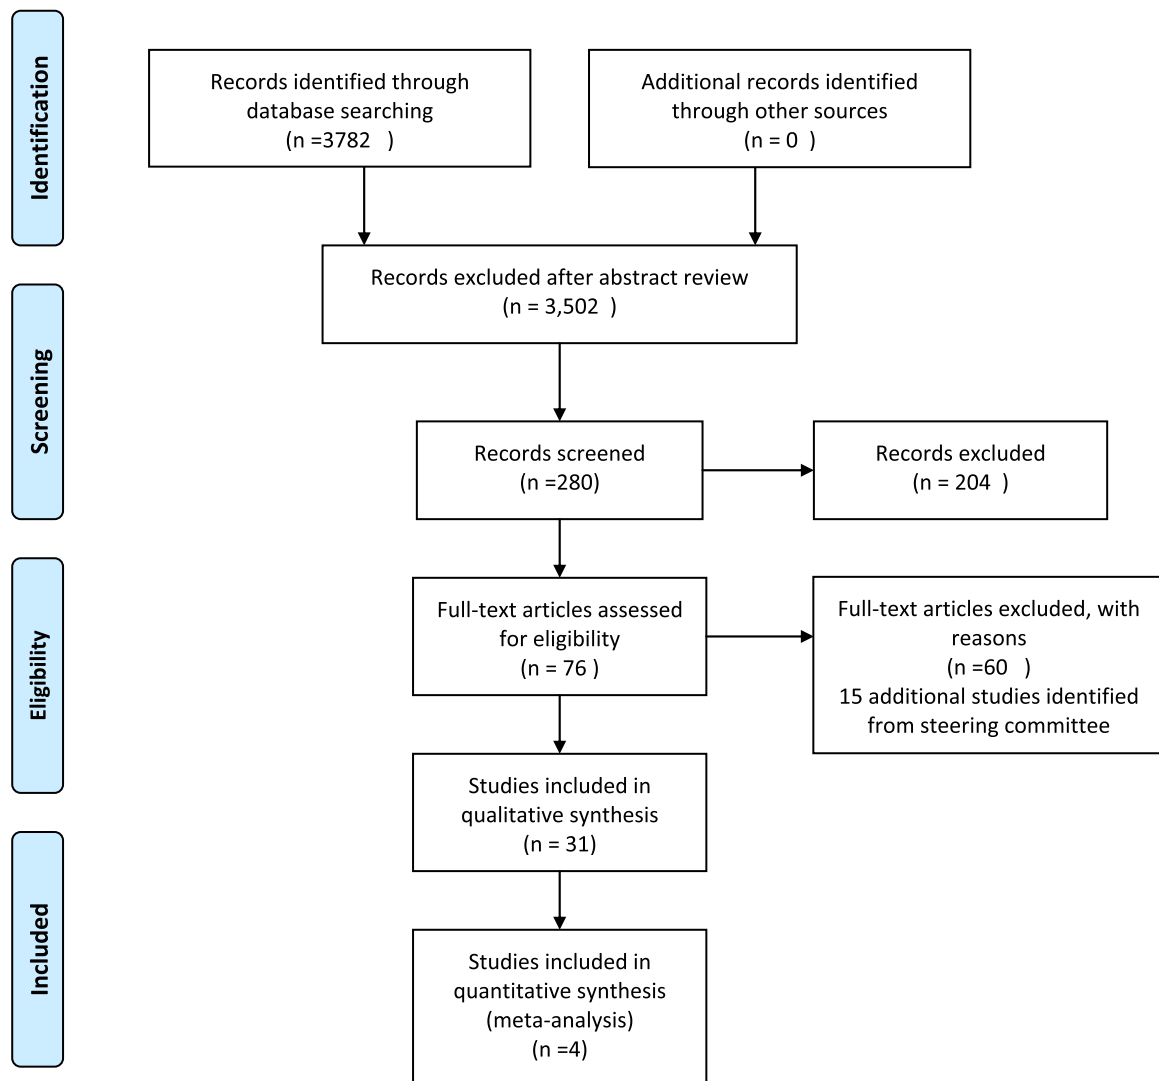 Identification
Records identified through
database searching
(n =3782   )
Additional records identified
through other sources
(n = 0  )
Records excluded after abstract review
(n = 3,502  )
Screening
Records screened
(n =280)
Records excluded
(n = 204  )
Eligibility
Full-text articles assessed
for eligibility
(n = 76 )
Full-text articles excluded, with
reasons
(n =60   )
15 additional studies identified
from steering committee
Studies included in
qualitative synthesis
(n = 31)
Included
Studies included in
quantitative synthesis
(meta-analysis)
(n =4)